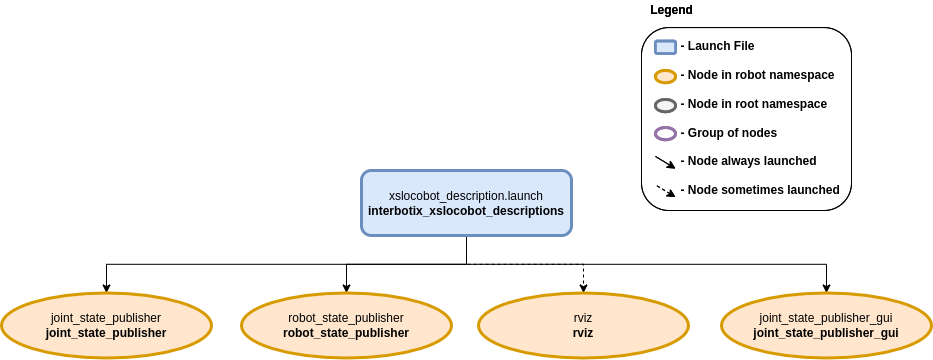 Legend
- Launch File
- Node in robot namespace
- Node in root namespace
- Group of nodes
- Node always launched
- Node sometimes launched
xslocobot_description.launch
interbotix_xslocobot_descriptions
joint_state_publisher
joint_state_publisher
robot_state_publisher
robot_state_publisher
rviz
rviz
joint_state_publisher_gui
joint_state_publisher_gui